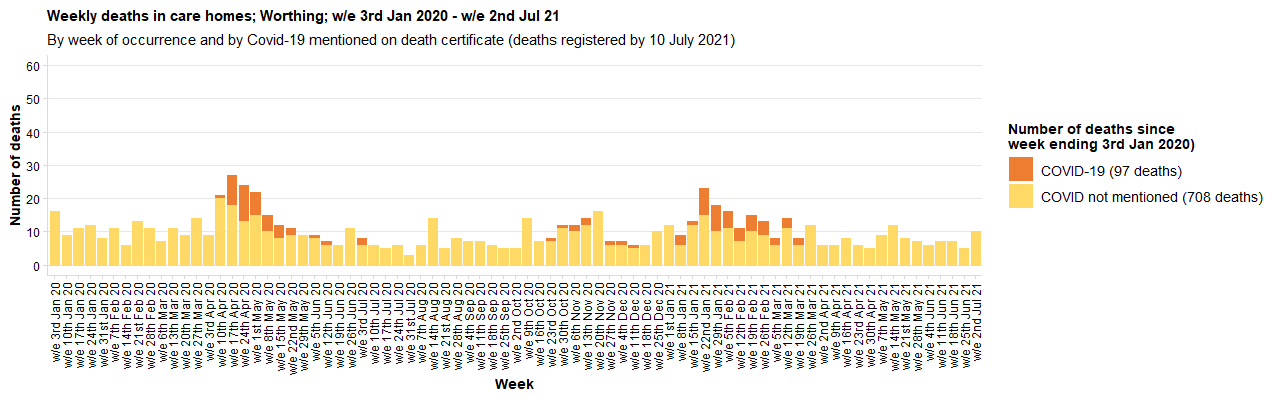 Weekly deaths in care homes; Worthing; w/e 3rd Jan 2020 - w/e 2nd Jul 21
By week of occurrence and by Covid-19 mentioned on death certificate (deaths registered by 10 July 2021)
60
50
40
30
20
10
0
Number of deaths
w/e 3rd Jan 20
w/e 10th Jan 20
w/e 17th Jan 20
w/e 24th Jan 20
w/e 31st Jan 20
w/e 7th Feb 20
w/e 14th Feb 20
w/e 21st Feb 20
w/e 28th Feb 20
w/e 6th Mar 20
w/e 13th Mar 20
w/e 20th Mar 20
w/e 27th Mar 20
w/e 3rd Apr 20
w/e 10th Apr 20
w/e 17th Apr 20
w/e 24th Apr 20
w/e 1st May 20
w/e 8th May 20
w/e 15th May 20
w/e 22nd May 20
w/e 29th May 20
w/e 5th Jun 20
w/e 12th Jun 20
w/e 19th Jun 20
w/e 26th Jun 20
w/e 3rd Jul 20
w/e 10th Jul 20
w/e 17th Jul 20
w/e 24th Jul 20
w/e 31st Jul 20
w/e 7th Aug 20
w/e 14th Aug 20
w/e 21st Aug 20
w/e 28th Aug 20
w/e 4th Sep 20
w/e 11th Sep 20
w/e 18th Sep 20
w/e 25th Sep 20
w/e 2nd Oct 20
w/e 9th Oct 20
w/e 16th Oct 20
w/e 23rd Oct 20
w/e 30th Oct 20
w/e 6th Nov 20
w/e 13th Nov 20
w/e 20th Nov 20
w/e 27th Nov 20
w/e 4th Dec 20
w/e 11th Dec 20
w/e 18th Dec 20
w/e 25th Dec 20
w/e 1st Jan 21
w/e 8th Jan 21
w/e 15th Jan 21
w/e 22nd Jan 21
w/e 29th Jan 21
w/e 5th Feb 21
w/e 12th Feb 21
w/e 19th Feb 21
w/e 26th Feb 21
w/e 5th Mar 21
w/e 12th Mar 21
w/e 19th Mar 21
w/e 26th Mar 21
w/e 2nd Apr 21
w/e 9th Apr 21
w/e 16th Apr 21
w/e 23rd Apr 21
w/e 30th Apr 21
w/e 7th May 21
w/e 14th May 21
w/e 21st May 21
w/e 28th May 21
w/e 4th Jun 21
w/e 11th Jun 21
w/e 18th Jun 21
w/e 25th Jun 21
w/e 2nd Jul 21
Week
Number of deaths since
week ending 3rd Jan 2020)
COVID-19 (97 deaths)
COVID not mentioned (708 deaths)